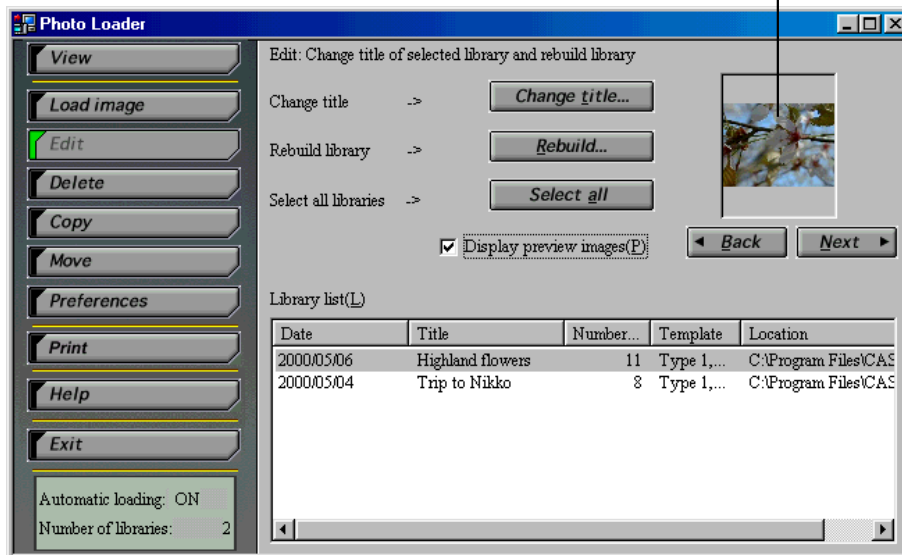 Photo Loader
View
Load image
Edit
Delete
Copy
Move
Preferences
Print
Help
Exit
Automatic loading: ON
Number of libraries: 2
Edit: Change title of selected library and rebuild library
Change title -> Change title...
Rebuild library -> Rebuild...
Select all libraries -> Select all
Display preview images(P)
Back Next
Library list(L)
Date Title Number... Template Location
2000/05/06 Highland flowers 11 Type 1,... C:\Program Files\CAS
2000/05/04 Trip to Nikko 8 Type 1,... C:\Program Files\CAS